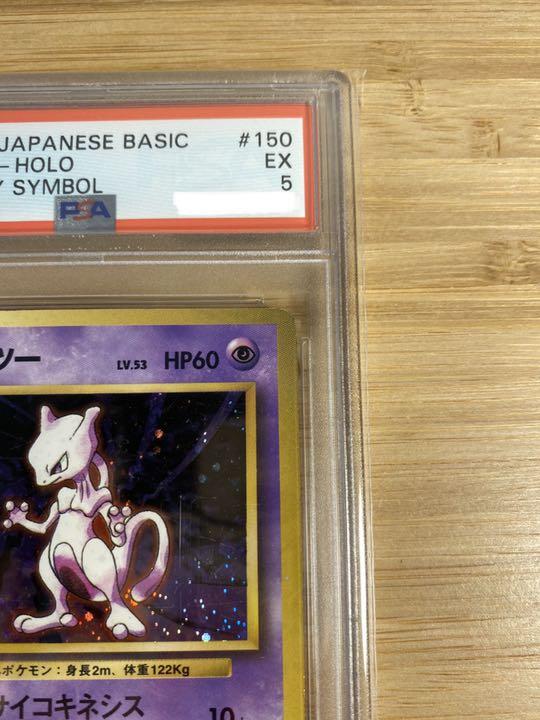 JAPANESE BASIC #150
-HOLO EX
Y SYMBOL 5
PSA
ツー LV.53 HP60
ポケモン：身長2m、体重122Kg
サイコキネシス 10